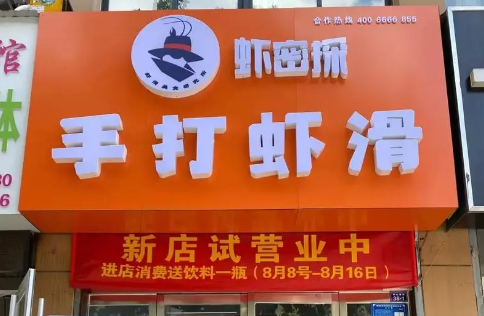 合作热线 400 6666 855
虾密探
手打虾滑
馆
体
新店试营业中
进店消费送饮料一瓶（8月8号-8月16日）